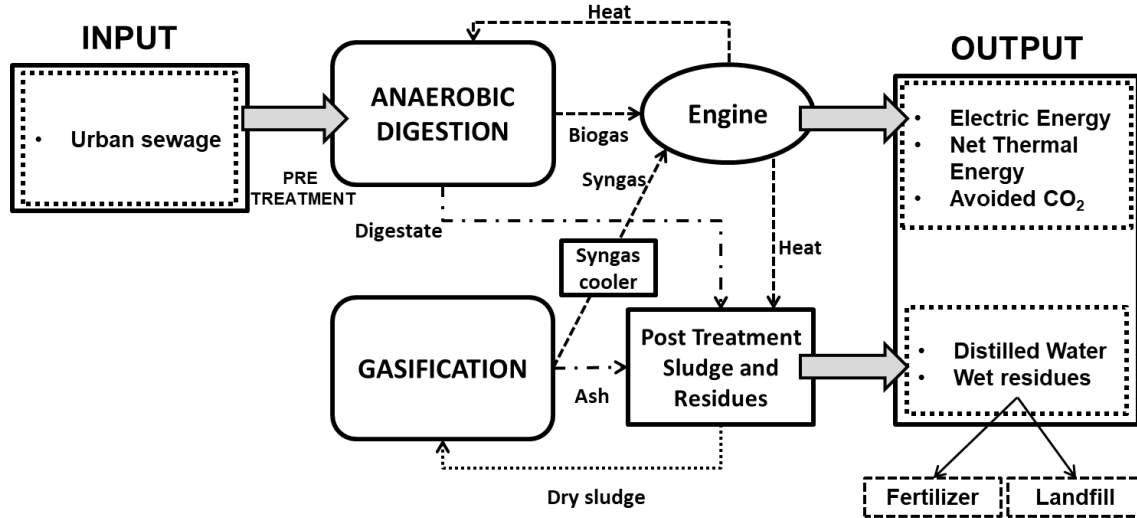 INPUT
• Urban sewage
PRE
TREATMENT
Heat
ANAEROBIC
DIGESTION
Biogas
Engine
Syngas
Digestate
Syngas
cooler
Heat
GASIFICATION
Ash
Post Treatment
Sludge and
Residues
Dry sludge
OUTPUT
• Electric Energy
• Net Thermal
Energy
• Avoided CO₂
• Distilled Water
• Wet residues
Fertilizer
Landfill